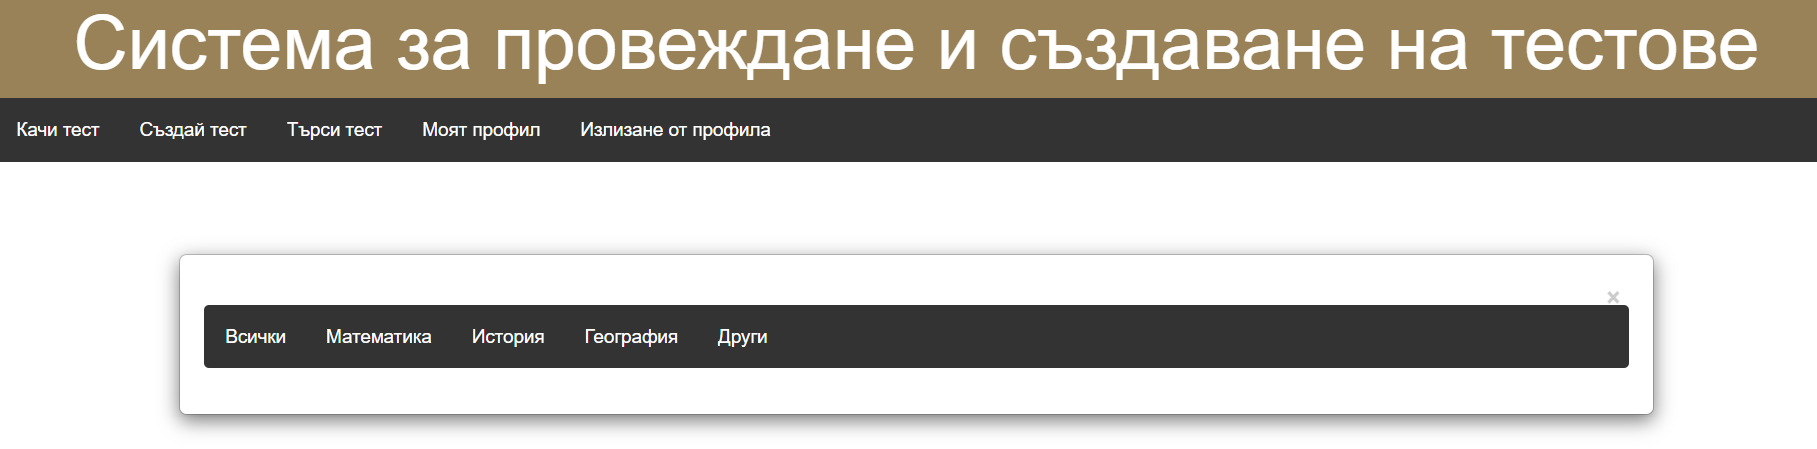 Система за провеждане и създаване на тестове
Качи тест Създай тест Търси тест Моят профил Излизане от профила
×
Всички Математика История География Други